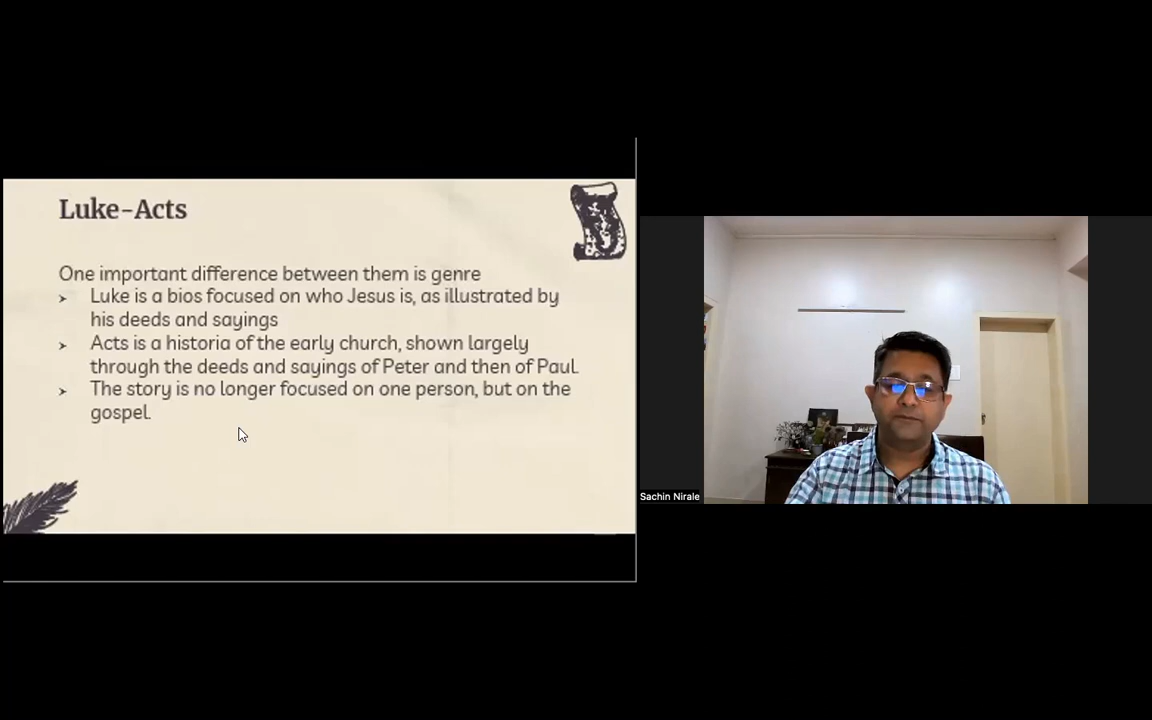 Luke-Acts
One important difference between them is genre
➤ Luke is a bios focused on who Jesus is, as illustrated by
his deeds and sayings
➤ Acts is a historia of the early church, shown largely
through the deeds and sayings of Peter and then of Paul.
➤ The story is no longer focused on one person, but on the
gospel.
Sachin Nirale